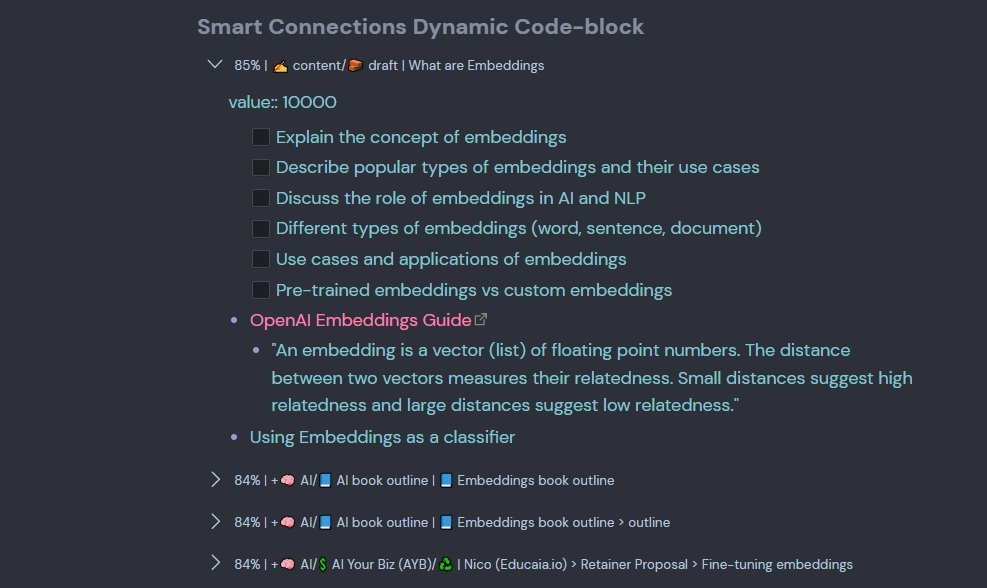 Smart Connections Dynamic Code-block
85% | ✍️ content/🪵 draft | What are Embeddings
value:: 10000
Explain the concept of embeddings
Describe popular types of embeddings and their use cases
Discuss the role of embeddings in AI and NLP
Different types of embeddings (word, sentence, document)
Use cases and applications of embeddings
Pre-trained embeddings vs custom embeddings
OpenAI Embeddings Guide
"An embedding is a vector (list) of floating point numbers. The distance
between two vectors measures their relatedness. Small distances suggest high
relatedness and large distances suggest low relatedness."
Using Embeddings as a classifier
84% | +🧠 AI/📘 AI book outline | 📘 Embeddings book outline
84% | +🧠 AI/📘 AI book outline | 📘 Embeddings book outline > outline
84% | +🧠 AI/💲 AI Your Biz (AYB)/♻️ | Nico (Educaia.io) > Retainer Proposal > Fine-tuning embeddings